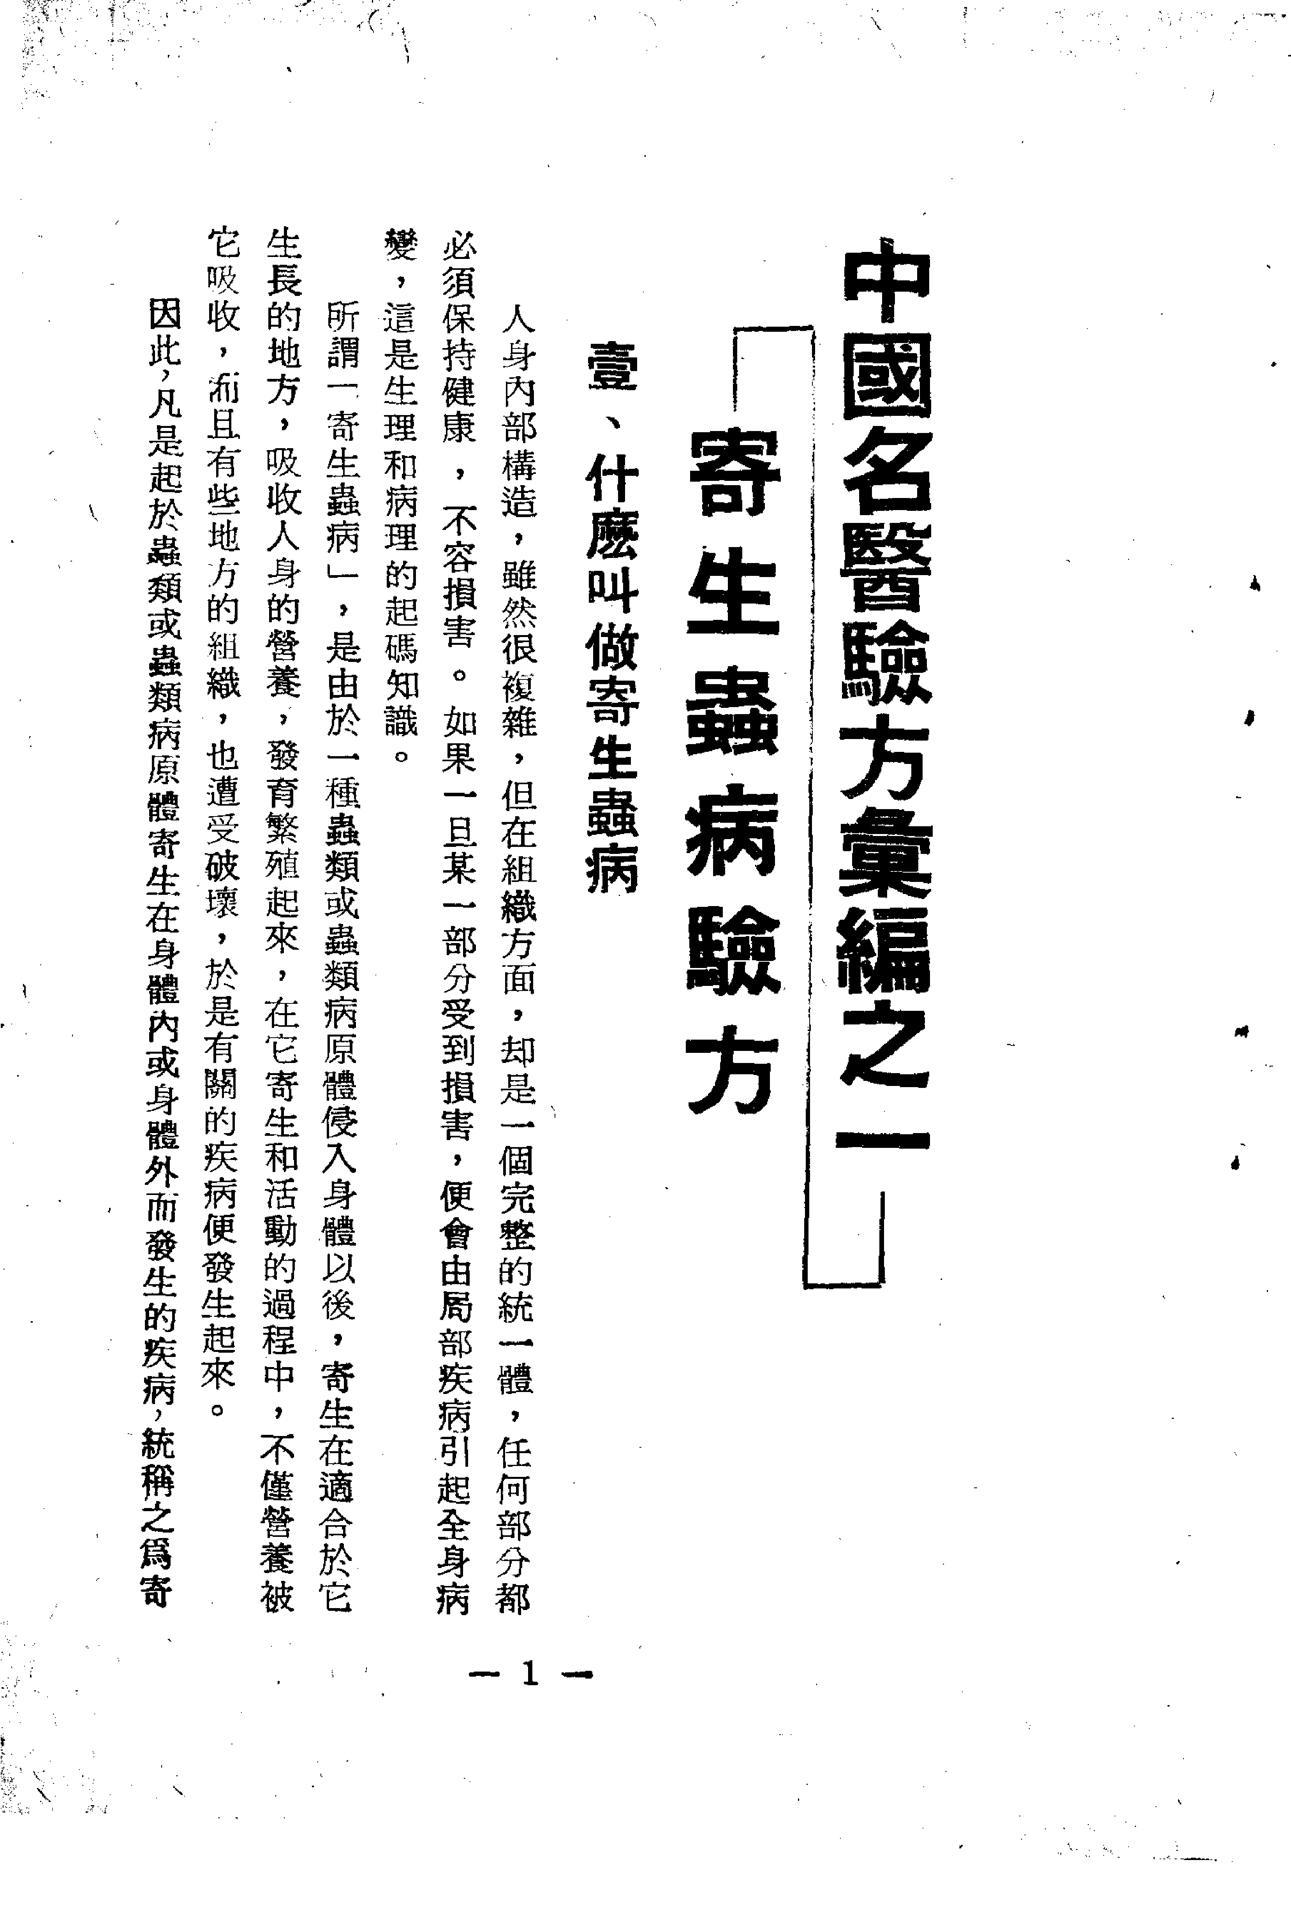 中國名醫驗方彙編之一
寄生蟲病驗方
壹、什麽叫做寄生蟲病
人身內部構造，雖然很複雜，但在組織方面，却是一個完整的統一體，任何部分都
必須保持健康，不容損害。如果一旦某一部分受到損害，便會由局部疾病引起全身病
變，這是生理和病理的起碼知識。
所謂「寄生蟲病」，是由於一種蟲類或蟲類病原體侵入身體以後，寄生在適合於它
生長的地方，吸收人身的營養，發育繁殖起來，在它寄生和活動的過程中，不僅營養被
它吸收，而且有些地方的組織，也遭受破壞，於是有關的疾病便發生起來。
因此，凡是起於蟲類或蟲類病原體寄生在身體內或身體外而發生的疾病，統稱之爲寄
— 1 —